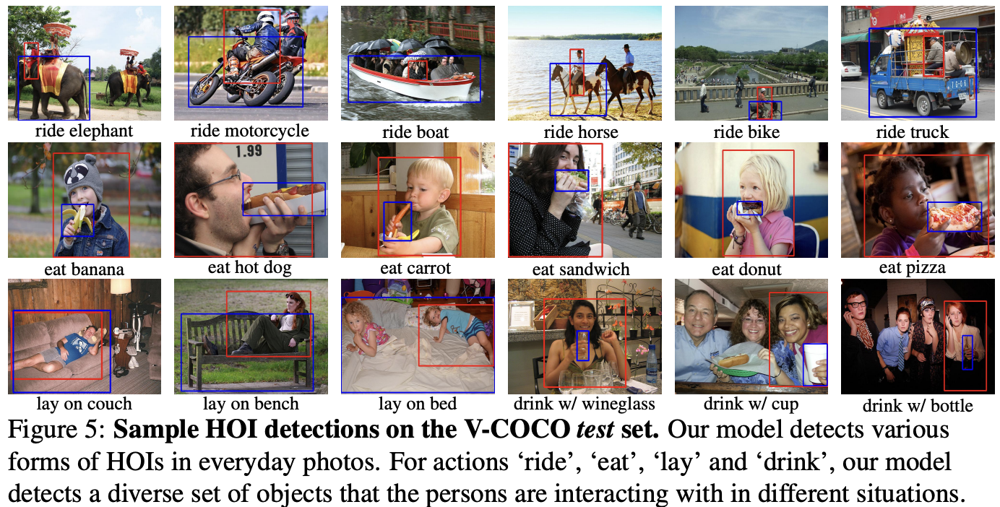 ride elephant
ride motorcycle
ride boat
ride horse
ride bike
ride truck
1.99
eat banana
eat hot dog
eat carrot
eat sandwich
eat donut
eat pizza
lay on couch
lay on bench
lay on bed
drink w/ wineglass
drink w/ cup
drink w/ bottle
Figure 5: Sample HOI detections on the V-COCO test set. Our model detects various
forms of HOIs in everyday photos. For actions ‘ride’, ‘eat’, ‘lay’ and ‘drink’, our model
detects a diverse set of objects that the persons are interacting with in different situations.